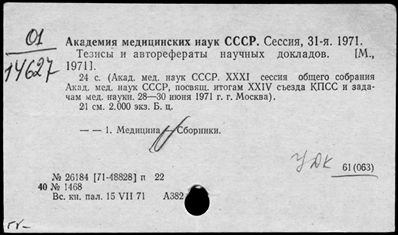 01
14627
Академия медицинских наук СССР. Сессия, 31-я. 1971.
Тезисы и авторефераты научных докладов. [М.,
1971].
24 с. (Акад. мед. наук СССР. XXXI сессия общего собрания
Акад. мед. наук СССР, посвящ. итогам XXIV съезда КПСС и зада-
чам мед. науки. 28—30 июня 1971 г. г. Москва).
21 см. 2.000 экз. Б. ц.
— — 1. Медицина — Сборники.
УДК
61 (063)
№ 26184 [71-48828] п 22
40 № 1468
Вс. кн. пал. 15 VII 71 А382